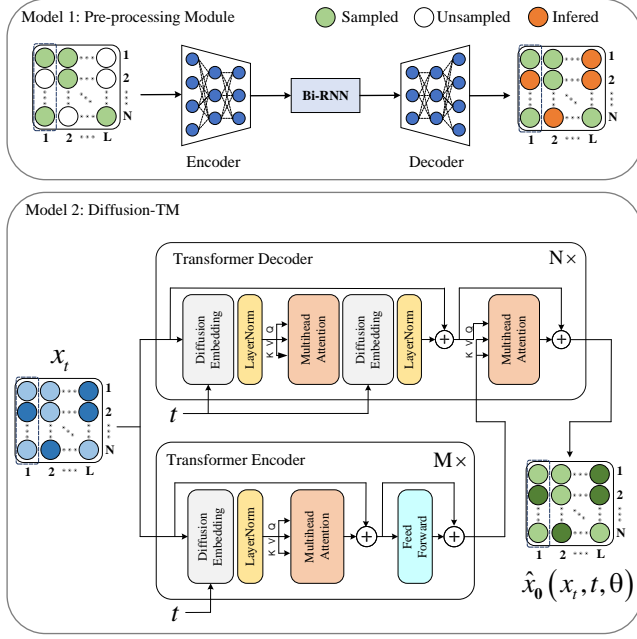 Model 1: Pre-processing Module
Sampled
Unsampled
Infered
1
2
N
1 2 L
Encoder
Bi-RNN
Decoder
1
2
N
1 2 L
Model 2: Diffusion-TM
Transformer Decoder
N×
Diffusion Embedding
LayerNorm
K V Q
Multihead Attention
Diffusion Embedding
LayerNorm
K V Q
Multihead Attention
t
x_t
1
2
N
1 2 L
Transformer Encoder
M×
Diffusion Embedding
LayerNorm
K V Q
Multihead Attention
Feed Forward
t
1
2
N
1 2 L
x̂₀(x_t, t, θ)